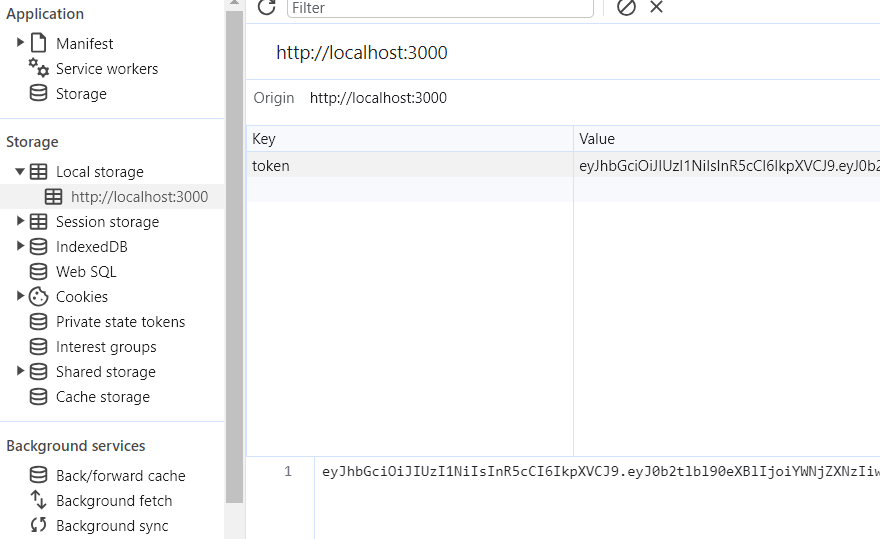 Application
Manifest
Service workers
Storage
Storage
Local storage
http://localhost:3000
Session storage
IndexedDB
Web SQL
Cookies
Private state tokens
Interest groups
Shared storage
Cache storage
Background services
Back/forward cache
Background fetch
Background sync
Filter
http://localhost:3000
Origin http://localhost:3000
Key Value
token eyJhbGciOiJIUzI1NiIsInR5cCI6IkpXVCJ9.eyJ0b2
1 eyJhbGciOiJIUzI1NiIsInR5cCI6IkpXVCJ9.eyJ0b2tlbl90eXBlIjoiYWNjZXNzIiw